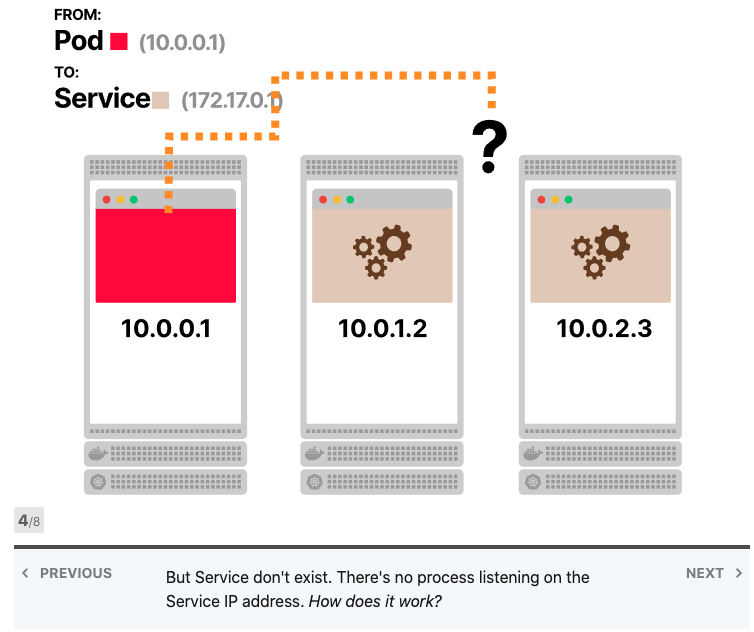 FROM:
Pod (10.0.0.1)
TO:
Service (172.17.0.1)
?
10.0.0.1
10.0.1.2
10.0.2.3
4/8
PREVIOUS
But Service don't exist. There's no process listening on the
Service IP address. How does it work?
NEXT